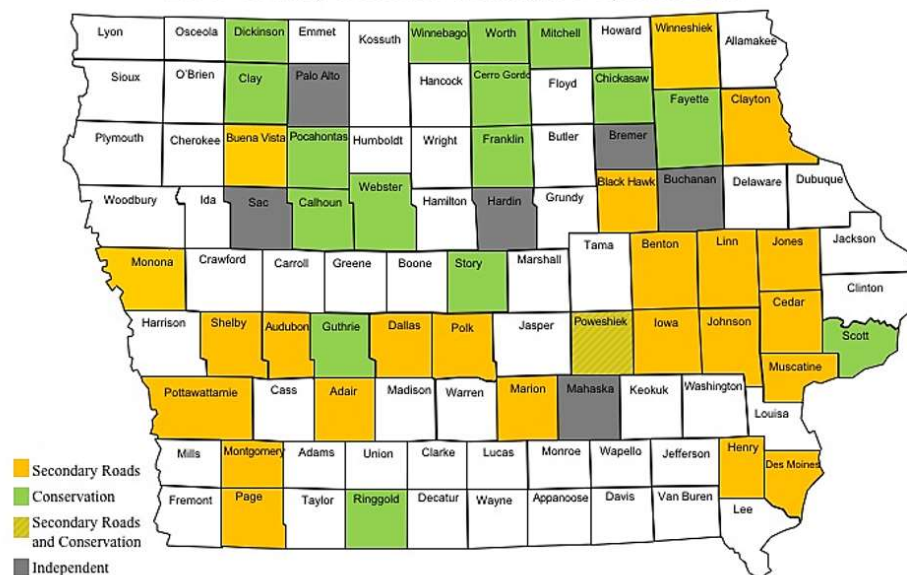 Lyon
Osceola
Dickinson
Emmet
Kossuth
Winnebago
Worth
Mitchell
Howard
Winneshiek
Allamakee
Sioux
O'Brien
Clay
Palo Alto
Hancock
Cerro Gordo
Floyd
Chickasaw
Fayette
Clayton
Plymouth
Cherokee
Buena Vista
Pocahontas
Humboldt
Wright
Franklin
Butler
Bremer
Woodbury
Ida
Sac
Calhoun
Webster
Hamilton
Hardin
Grundy
Black Hawk
Buchanan
Delaware
Dubuque
Monona
Crawford
Carroll
Greene
Boone
Story
Marshall
Tama
Benton
Linn
Jones
Jackson
Clinton
Harrison
Shelby
Audubon
Guthrie
Dallas
Polk
Jasper
Poweshiek
Iowa
Johnson
Cedar
Scott
Muscatine
Pottawattamie
Cass
Adair
Madison
Warren
Marion
Mahaska
Keokuk
Washington
Louisa
Mills
Montgomery
Adams
Union
Clarke
Lucas
Monroe
Wapello
Jefferson
Henry
Des Moines
Fremont
Page
Taylor
Ringgold
Decatur
Wayne
Appanoose
Davis
Van Buren
Lee
Secondary Roads
Conservation
Secondary Roads
and Conservation
Independent